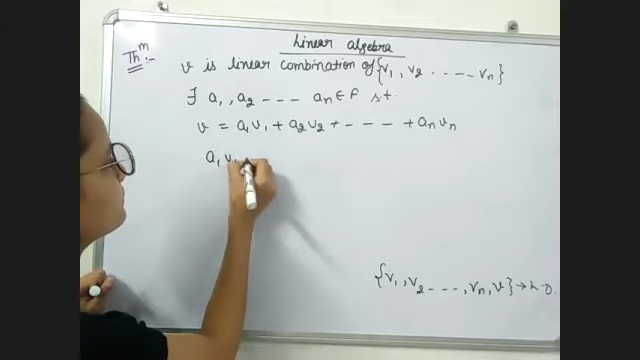 Linear algebra
Thm :- v is linear combination of {v1, v2 ----- vn}
∃ a1, a2 ---- an ∈ F s.t.
v = a1v1 + a2v2 + ---- + anvn
a1v1
{v1, v2 ----, vn, v} → L.D.